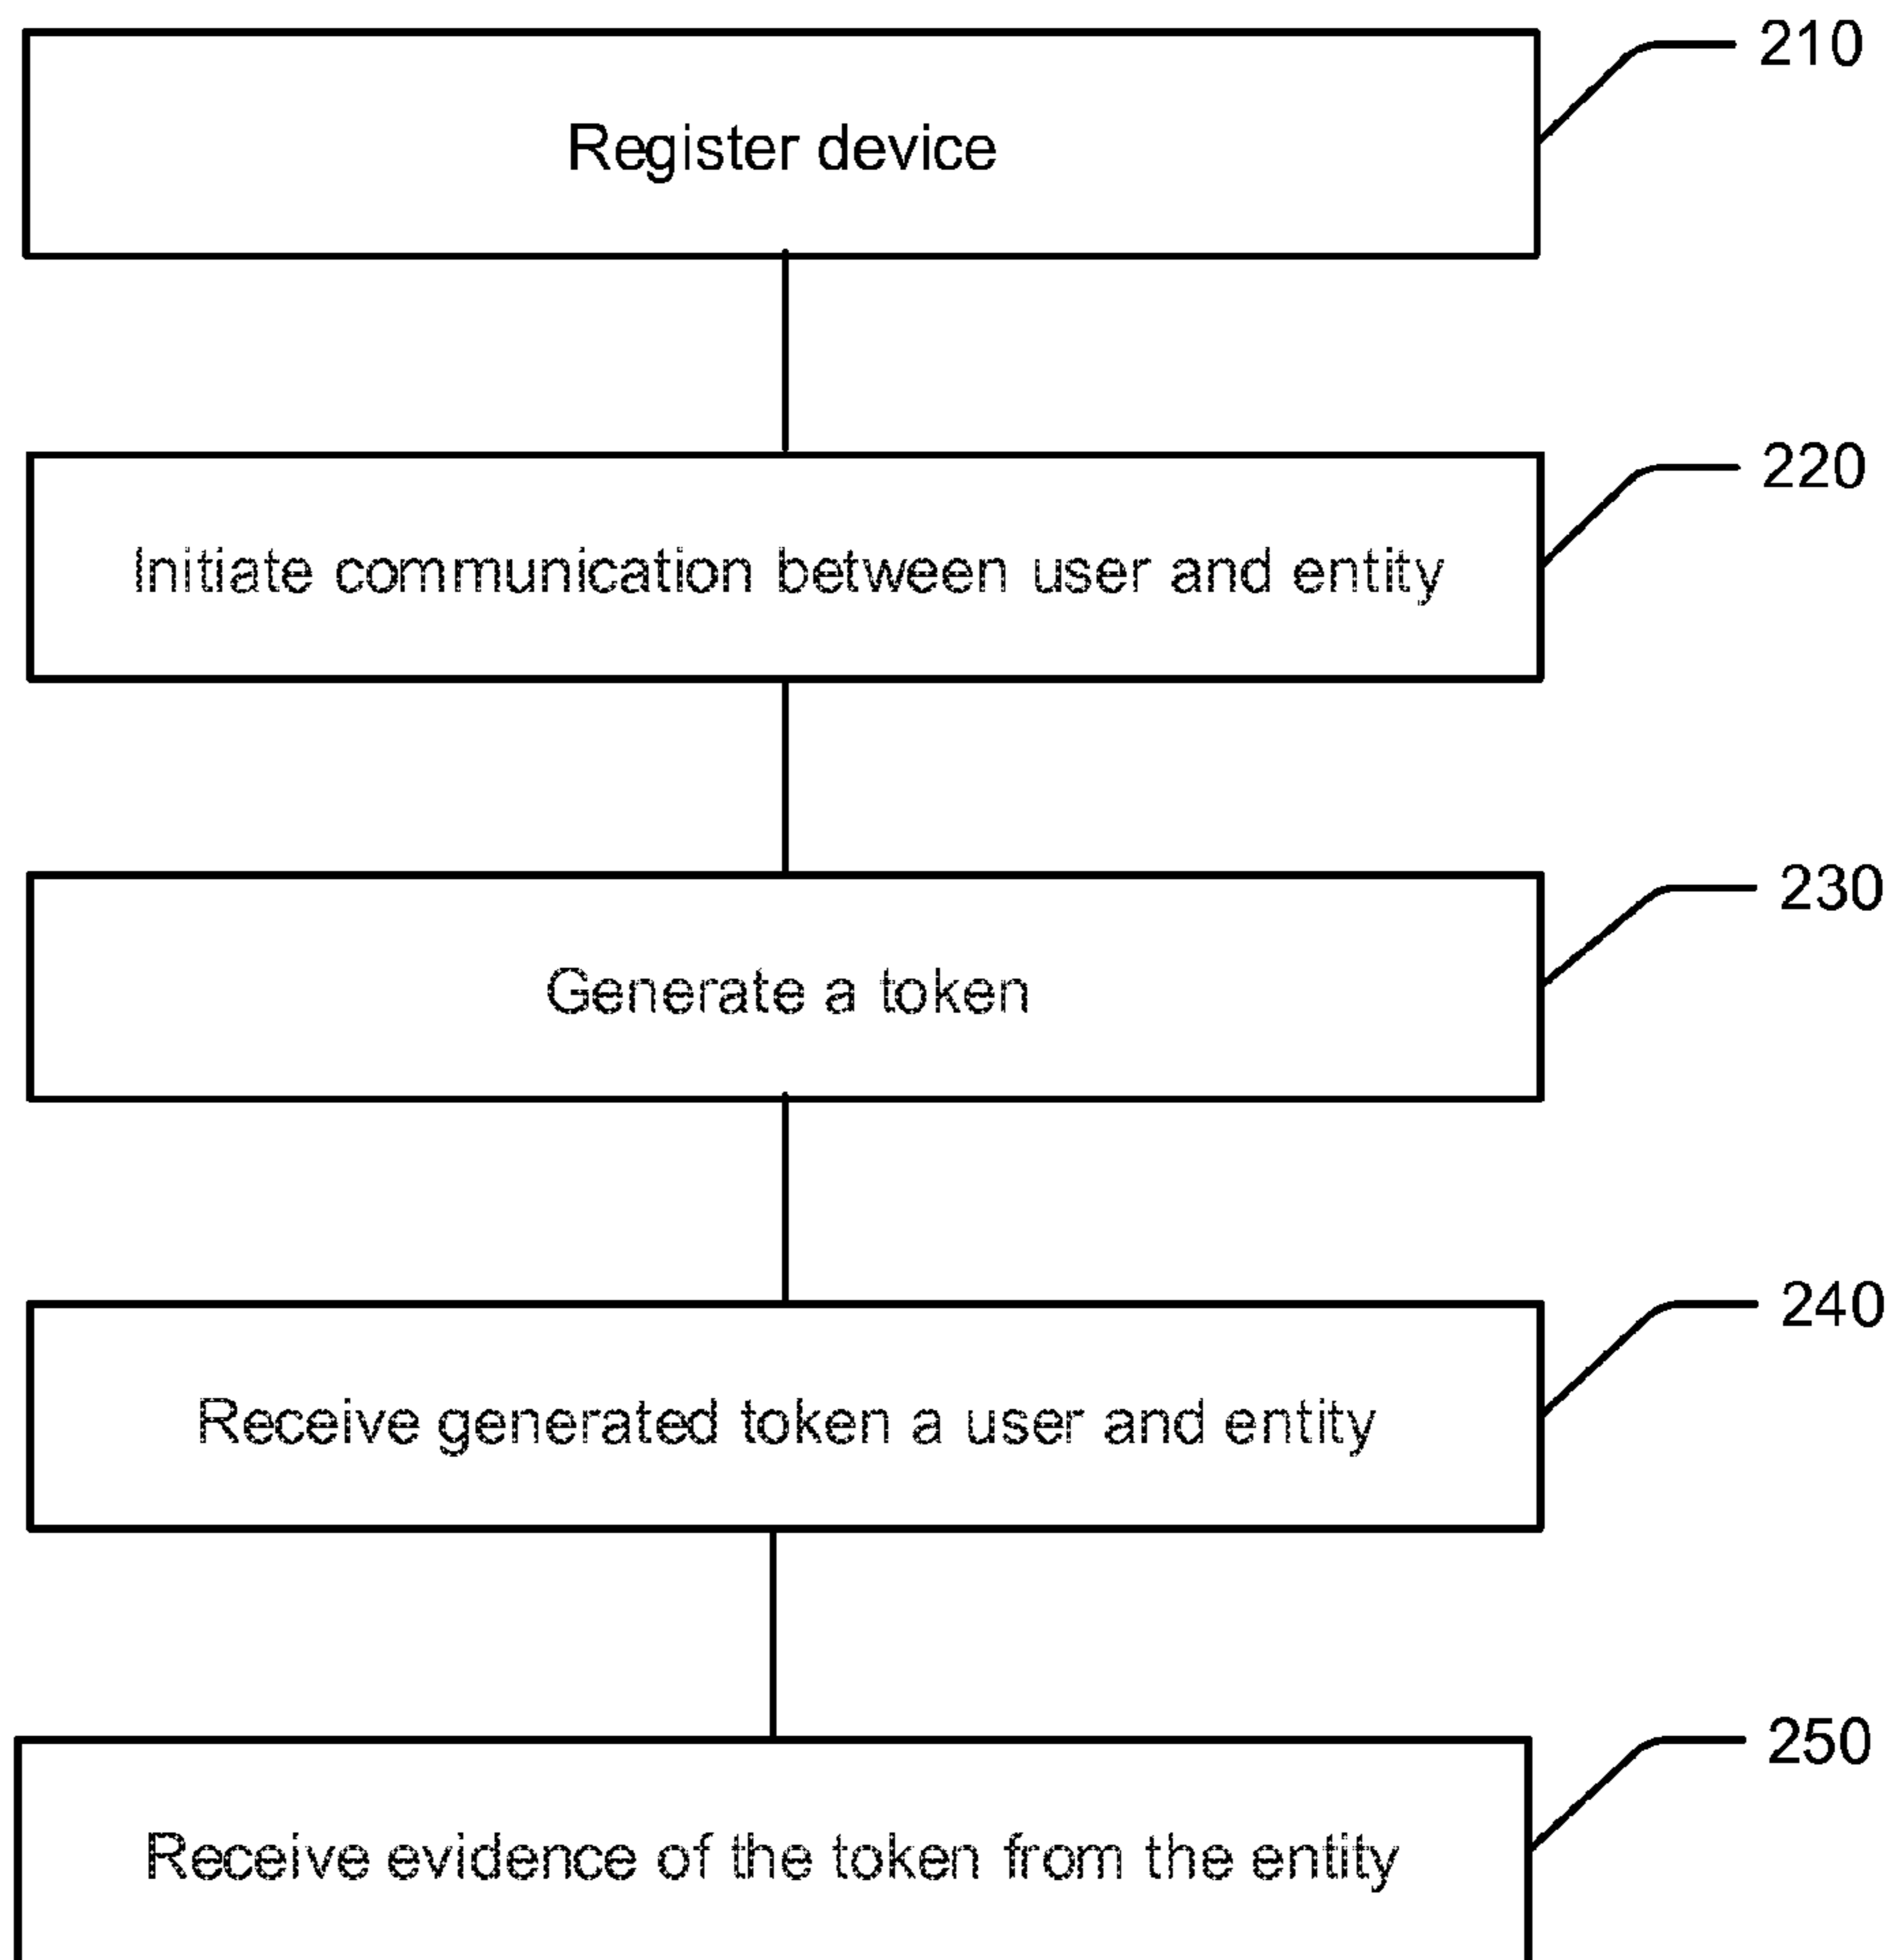 210
Register device
220
Initiate communication between user and entity
230
Generate a token
240
Receive generated token a user and entity
250
Receive evidence of the token from the entity